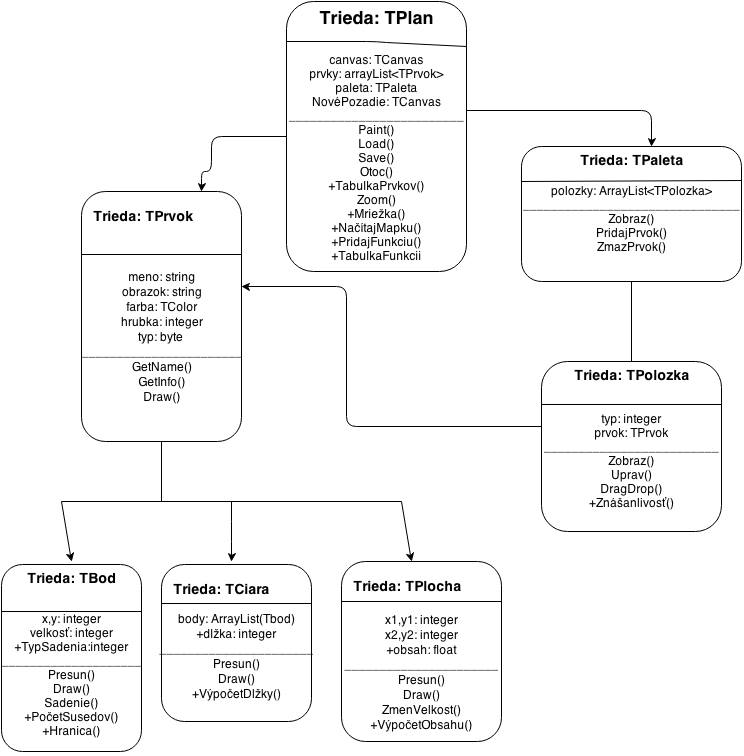 Trieda: TPlan
canvas: TCanvas
prvky: arrayList<TPrvok>
paleta: TPaleta
NovéPozadie: TCanvas
Paint()
Load()
Save()
Otoc()
+TabulkaPrvkov()
Zoom()
+Mriežka()
+NačítajMapku()
+PridajFunkciu()
+TabulkaFunkcii
Trieda: TPaleta
polozky: ArrayList<TPolozka>
Zobraz()
PridajPrvok()
ZmazPrvok()
Trieda: TPrvok
meno: string
obrazok: string
farba: TColor
hrubka: integer
typ: byte
GetName()
GetInfo()
Draw()
Trieda: TPolozka
typ: integer
prvok: TPrvok
Zobraz()
Uprav()
DragDrop()
+Znášanlivosť()
Trieda: TBod
x,y: integer
velkosť: integer
+TypSadenia:integer
Presun()
Draw()
Sadenie()
+PočetSusedov()
+Hranica()
Trieda: TCiara
body: ArrayList(Tbod)
+dlžka: integer
Presun()
Draw()
+VýpočetDlžky()
Trieda: TPlocha
x1,y1: integer
x2,y2: integer
+obsah: float
Presun()
Draw()
ZmenVelkost()
+VýpočetObsahu()